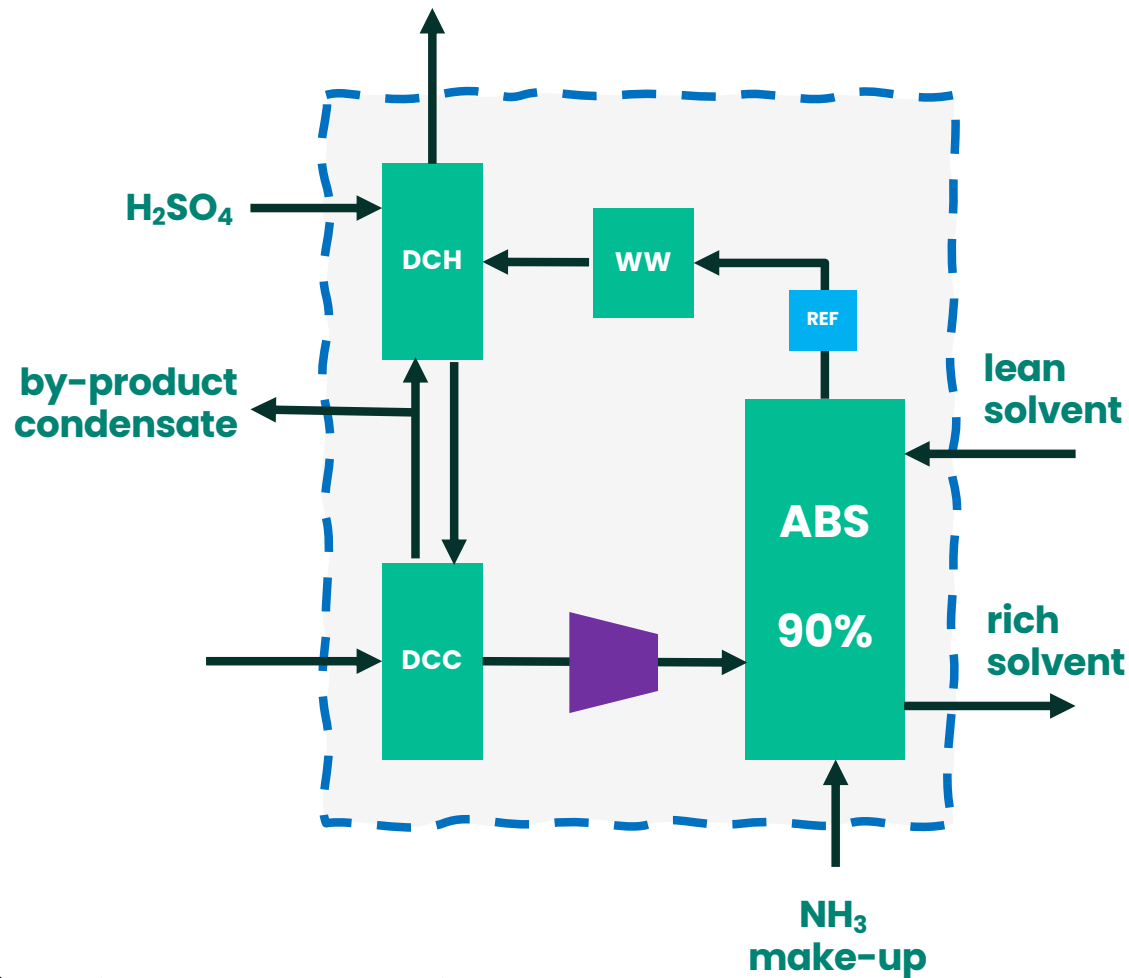 H₂SO₄
DCH
WW
REF
by-product
condensate
lean
solvent
ABS
90%
rich
solvent
DCC
NH₃
make-up